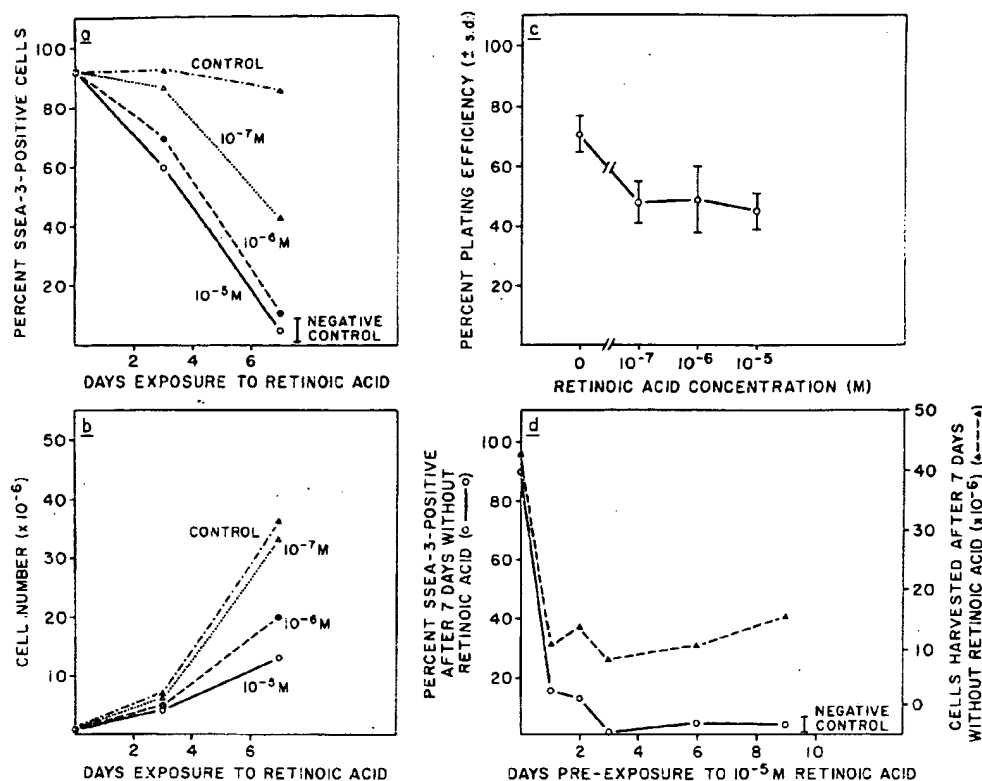 a
PERCENT SSEA-3-POSITIVE CELLS
100
80
60
40
20
CONTROL
10⁻⁷M
10⁻⁶M
10⁻⁵M
NEGATIVE
CONTROL
2
4
6
DAYS EXPOSURE TO RETINOIC ACID
c
PERCENT PLATING EFFICIENCY (± s.d.)
100
80
60
40
20
0
10⁻⁷
10⁻⁶
10⁻⁵
RETINOIC ACID CONCENTRATION (M)
b
CELL NUMBER (x 10⁻⁶)
50
40
30
20
10
CONTROL
10⁻⁷M
10⁻⁶M
10⁻⁵M
0
2
4
6
DAYS EXPOSURE TO RETINOIC ACID
d
PERCENT SSEA-3-POSITIVE
AFTER 7 DAYS WITHOUT
RETINOIC ACID (o——o)
100
80
60
40
20
NEGATIVE
CONTROL
2
4
6
8
10
DAYS PRE-EXPOSURE TO 10⁻⁵M RETINOIC ACID
50
40
30
20
10
0
CELLS HARVESTED AFTER 7 DAYS
WITHOUT RETINOIC ACID (x10⁻⁶) (▲----▲)